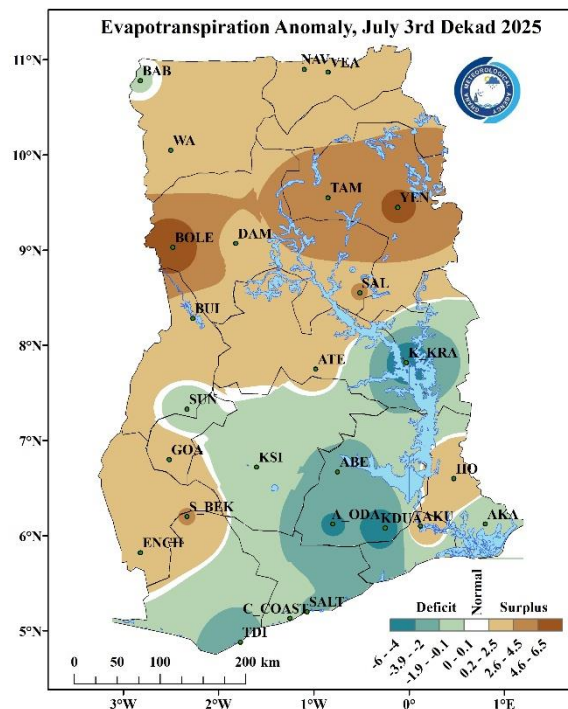 Evapotranspiration Anomaly, July 3rd Dekad 2025
11°N
NAV VEA
BAB
GHANA METEOROLOGICAL AGENCY
WA
10°N
TAM
YEN
BOLE
DAM
9°N
SAL
BUI
8°N
K_KRA
ATE
SUN
7°N
GOA
KSI
ABE
HO
S_BEK
A_ODA
KDUA
AKU
AKA
6°N
ENCH
C_COAST
SALT
TDI
5°N
Deficit Normal Surplus
-6 - -4
-3.9 - -2
-1.9 - -0.1
0 - 0.1
0.2 - 2.5
2.6 - 4.5
4.6 - 6.5
0 50 100 200 km
3°W 2°W 1°W 0° 1°E